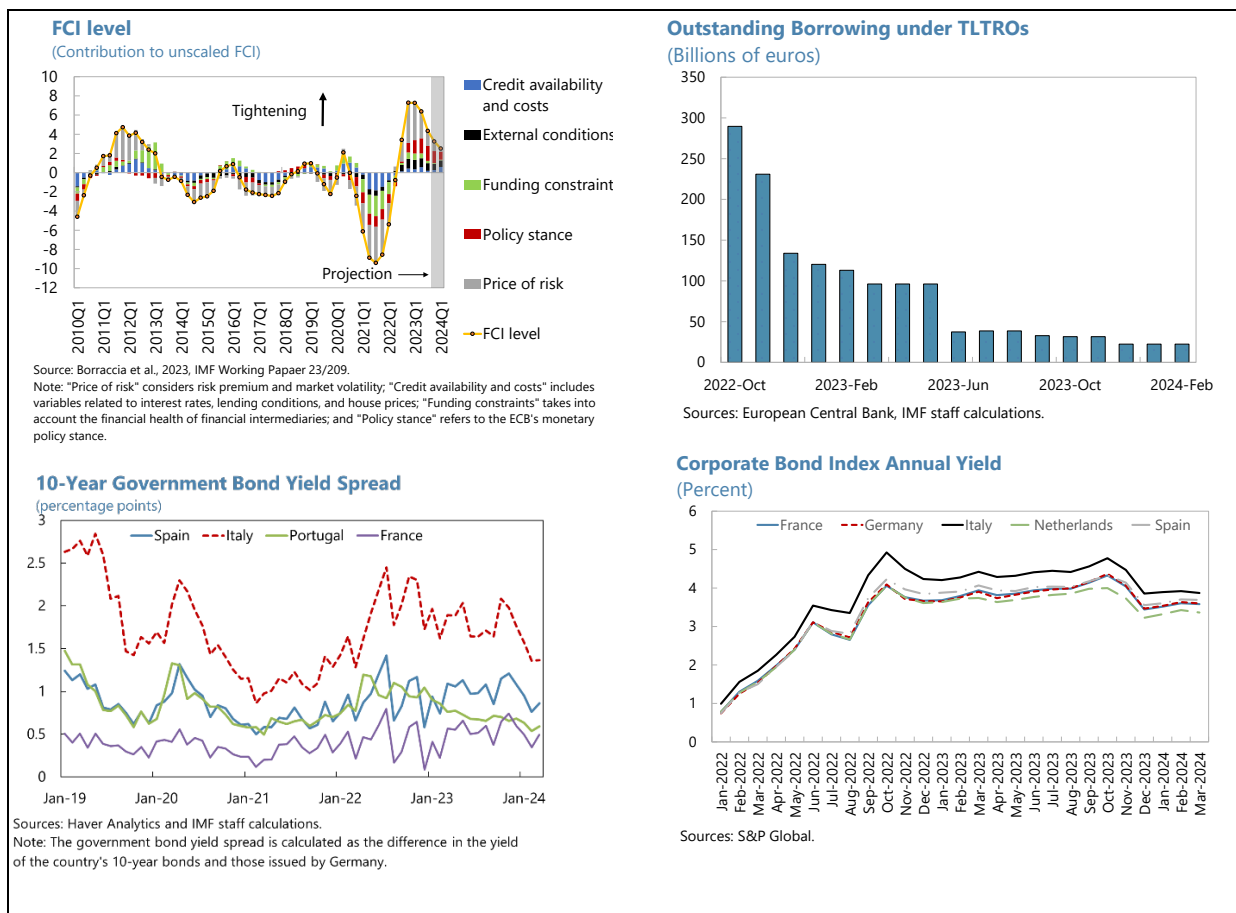 FCI level
(Contribution to unscaled FCI)
10
8
6
4
2
0
-2
-4
-6
-8
-10
-12
Tightening
Projection
2010Q1
2011Q1
2012Q1
2013Q1
2014Q1
2015Q1
2016Q1
2017Q1
2018Q1
2019Q1
2020Q1
2021Q1
2022Q1
2023Q1
2024Q1
Credit availability
and costs
External conditions
Funding constraint
Policy stance
Price of risk
FCI level
Source: Borraccia et al., 2023, IMF Working Papaer 23/209.
Note: "Price of risk" considers risk premium and market volatility; "Credit availability and costs" includes
variables related to interest rates, lending conditions, and house prices; "Funding constraints" takes into
account the financial health of financial intermediaries; and "Policy stance" refers to the ECB's monetary
policy stance.
Outstanding Borrowing under TLTROs
(Billions of euros)
350
300
250
200
150
100
50
0
2022-Oct
2023-Feb
2023-Jun
2023-Oct
2024-Feb
Sources: European Central Bank, IMF staff calculations.
10-Year Government Bond Yield Spread
(percentage points)
3
2.5
2
1.5
1
0.5
0
Spain
Italy
Portugal
France
Jan-19
Jan-20
Jan-21
Jan-22
Jan-23
Jan-24
Sources: Haver Analytics and IMF staff calculations.
Note: The government bond yield spread is calculated as the difference in the yield
of the country's 10-year bonds and those issued by Germany.
Corporate Bond Index Annual Yield
(Percent)
6
5
4
3
2
1
0
France
Germany
Italy
Netherlands
Spain
Jan-2022
Feb-2022
Mar-2022
Apr-2022
May-2022
Jun-2022
Jul-2022
Aug-2022
Sep-2022
Oct-2022
Nov-2022
Dec-2022
Jan-2023
Feb-2023
Mar-2023
Apr-2023
May-2023
Jun-2023
Jul-2023
Aug-2023
Sep-2023
Oct-2023
Nov-2023
Dec-2023
Jan-2024
Feb-2024
Mar-2024
Sources: S&P Global.